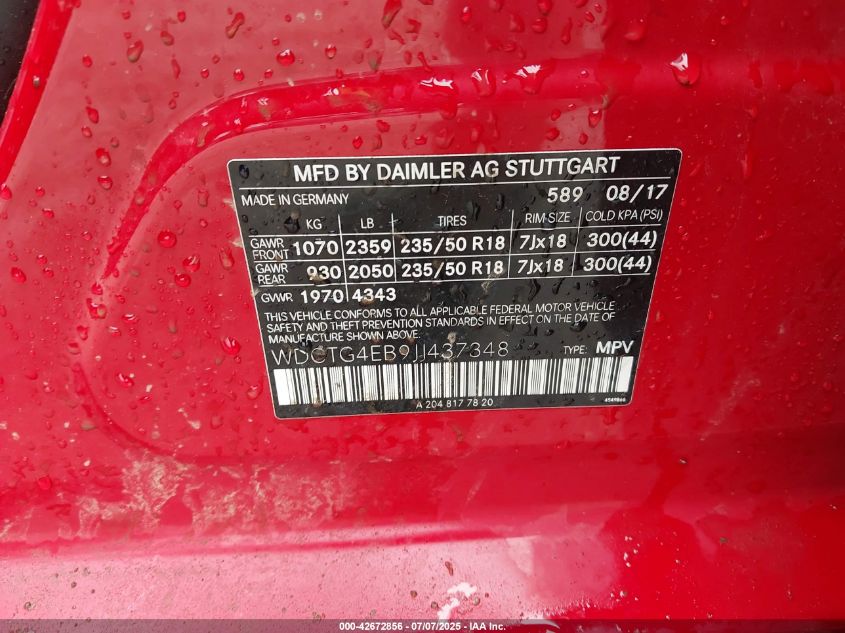 MFD BY DAIMLER AG STUTTGART
MADE IN GERMANY 589 08/17
KG LB TIRES RIM SIZE COLD KPA (PSI)
GAWR FRONT 1070 2359 235/50 R18 7Jx18 300(44)
GAWR REAR 930 2050 235/50 R18 7Jx18 300(44)
GVWR 1970 4343
THIS VEHICLE CONFORMS TO ALL APPLICABLE FEDERAL MOTOR VEHICLE
SAFETY AND THEFT PREVENTION STANDARDS IN EFFECT ON THE DATE OF
MANUFACTURE SHOWN ABOVE.
WDCTG4EB9JJ437348 TYPE: MPV
A 204 817 78 20
000-42672856 - 07/07/2025 - IAA Inc.